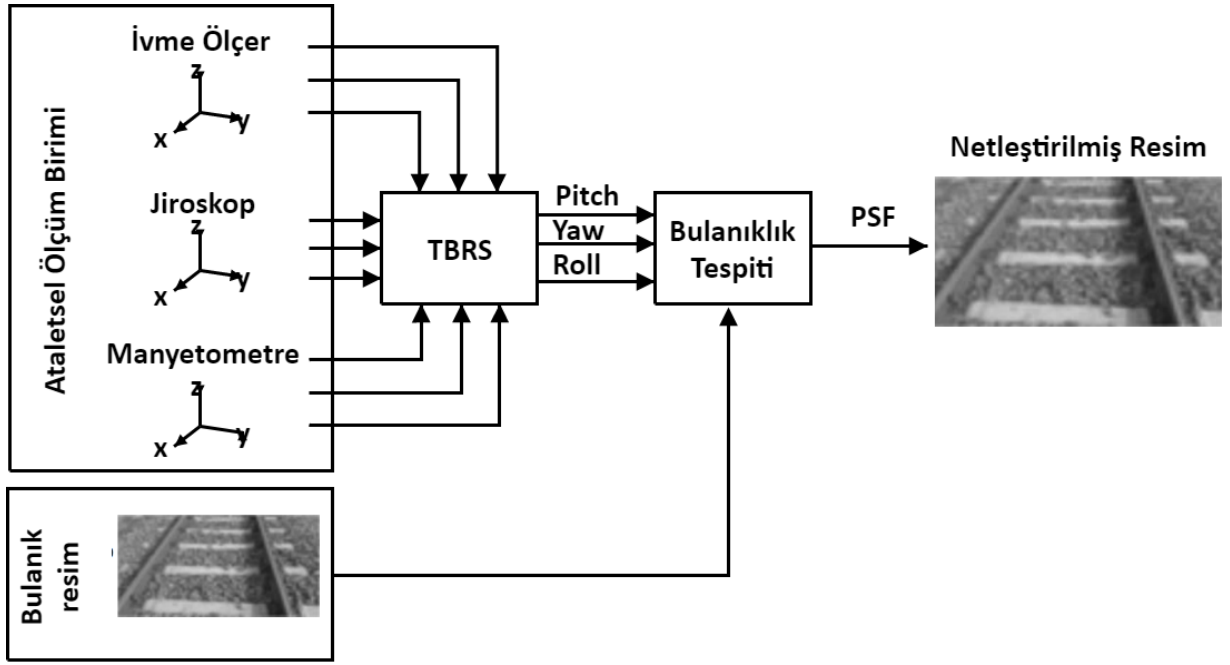 Ataletsel Ölçüm Birimi
İvme Ölçer
z
x
y
Jiroskop
z
x
y
Manyetometre
z
x
y
TBRS
Pitch
Yaw
Roll
Bulanıklık
Tespiti
PSF
Netleştirilmiş Resim
Bulanık
resim